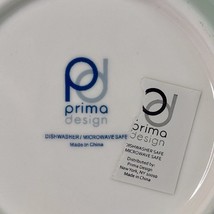 pd
prima
design
DISHWASHER / MICROWAVE SAFE
Made in China
prima
design
DISHWASHER SAFE
MICROWAVE SAFE
Distributed by
Prima Design
New York, NY
Made in China